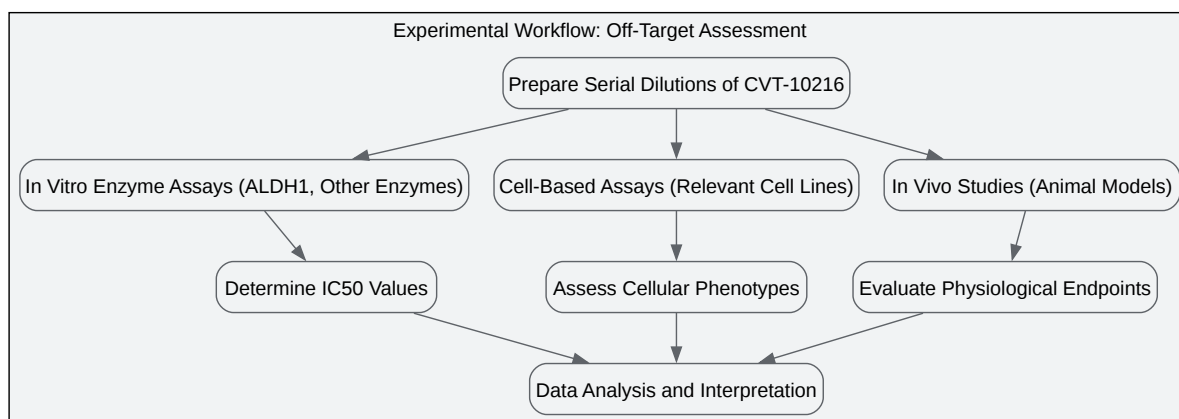 Experimental Workflow: Off-Target Assessment
Prepare Serial Dilutions of CVT-10216
In Vitro Enzyme Assays (ALDH1, Other Enzymes)
Cell-Based Assays (Relevant Cell Lines)
In Vivo Studies (Animal Models)
Determine IC50 Values
Assess Cellular Phenotypes
Evaluate Physiological Endpoints
Data Analysis and Interpretation